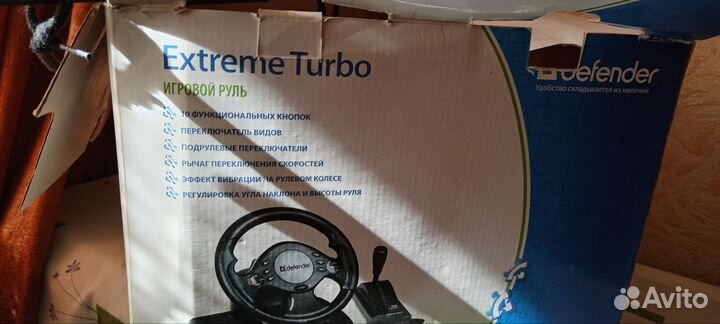 Extreme Turbo
ИГРОВОЙ РУЛЬ
10 ФУНКЦИОНАЛЬНЫХ КНОПОК
ПЕРЕКЛЮЧАТЕЛЬ ВИДОВ
ПОДРУЛЕВЫЕ ПЕРЕКЛЮЧАТЕЛИ
РЫЧАГ ПЕРЕКЛЮЧЕНИЯ СКОРОСТЕЙ
ЭФФЕКТ ВИБРАЦИИ НА РУЛЕВОМ КОЛЕСЕ
РЕГУЛИРОВКА УГЛА НАКЛОНА И ВЫСОТЫ РУЛЯ
defender
Удобство складывается из мелочей
defender
Avito